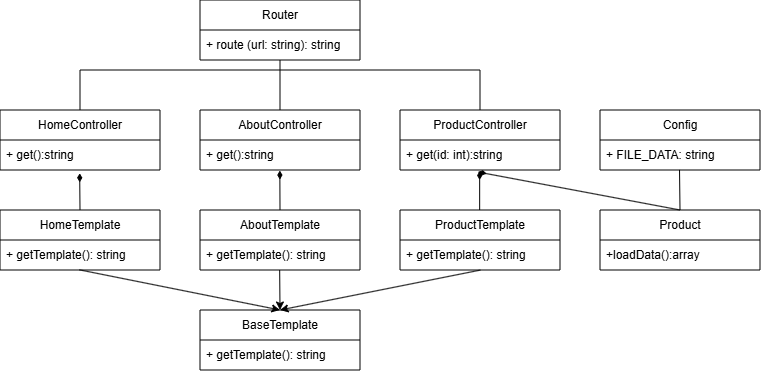 Router
+ route (url: string): string
HomeController
+ get():string
AboutController
+ get():string
ProductController
+ get(id: int):string
Config
+ FILE_DATA: string
HomeTemplate
+ getTemplate(): string
AboutTemplate
+ getTemplate(): string
ProductTemplate
+ getTemplate(): string
Product
+loadData():array
BaseTemplate
+ getTemplate(): string